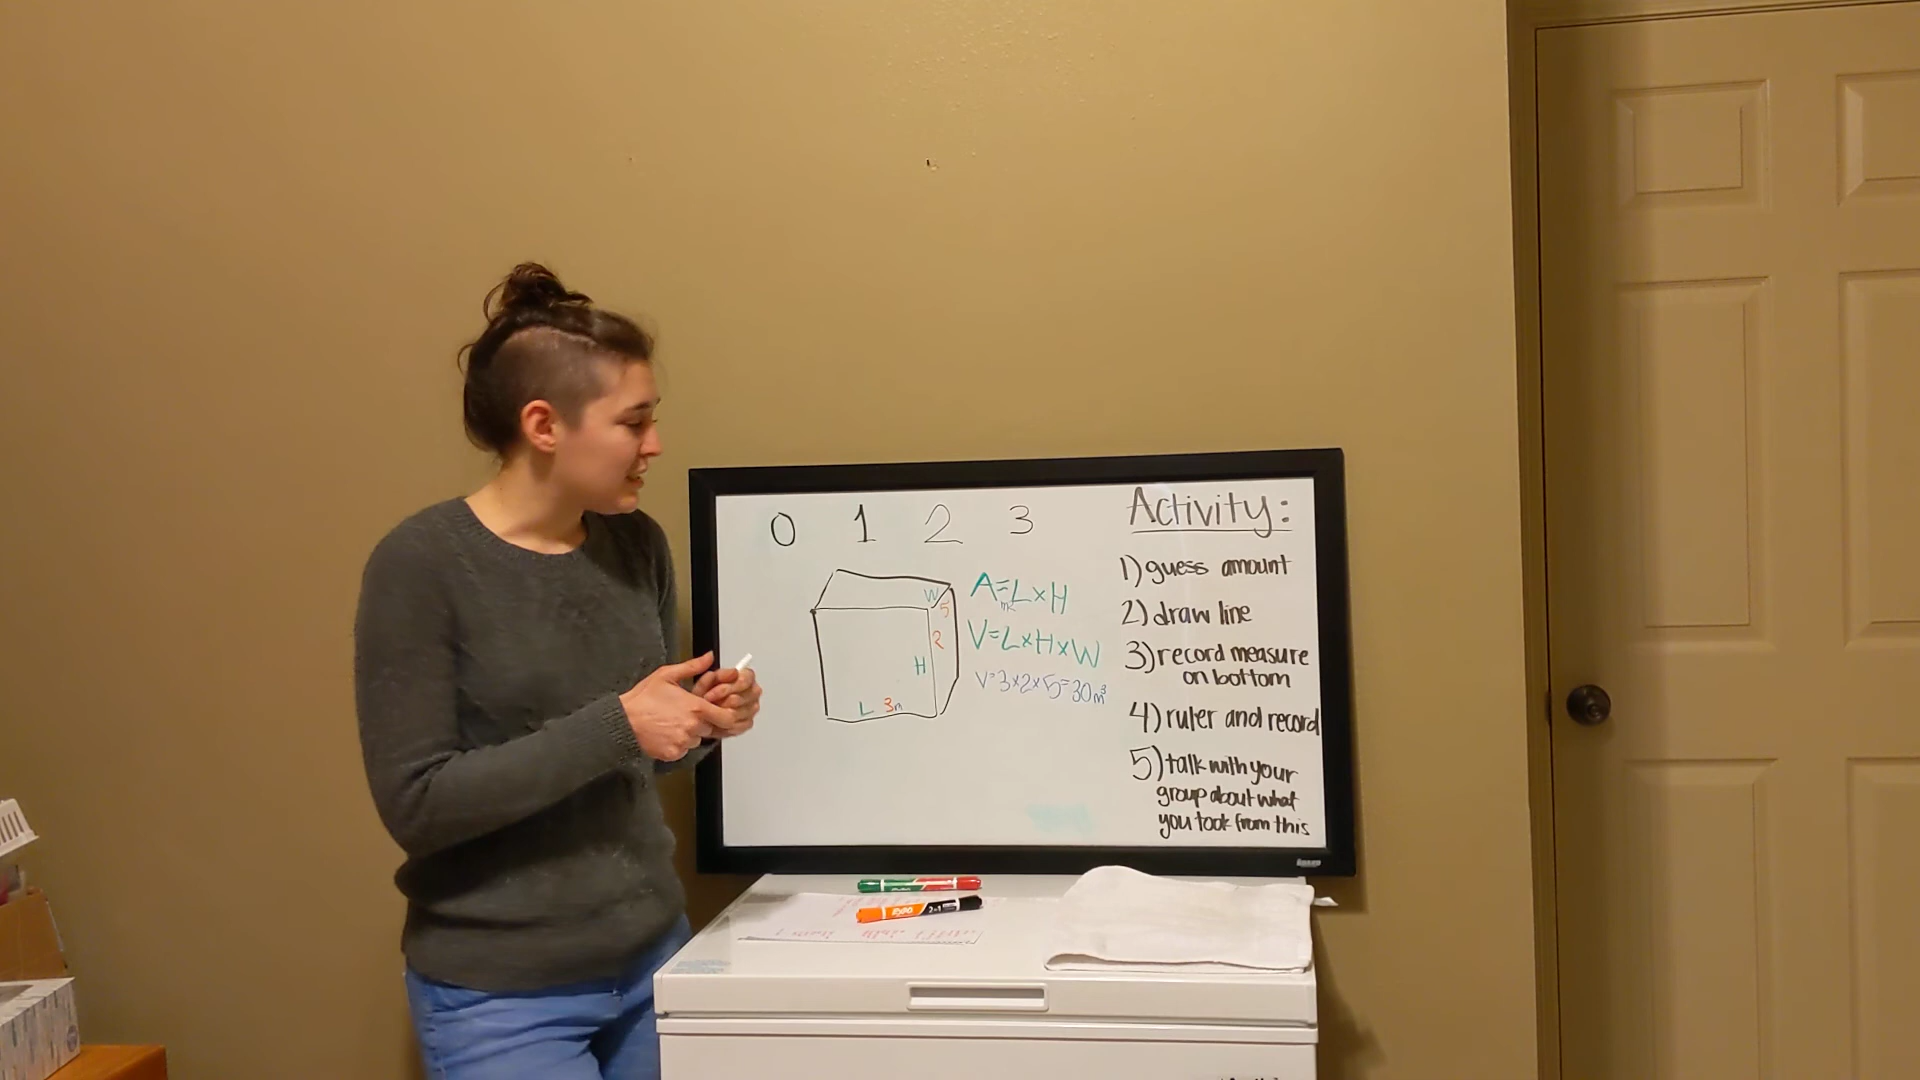 0 1 2 3
Activity:
1) guess amount
2) draw line
3) record measure
on bottom
4) ruler and record
5) talk with your
group about what
you took from this
W
5
2
H
L 3m
A=L×H
V=L×H×W
V=3×2×5=30m³
EXPO